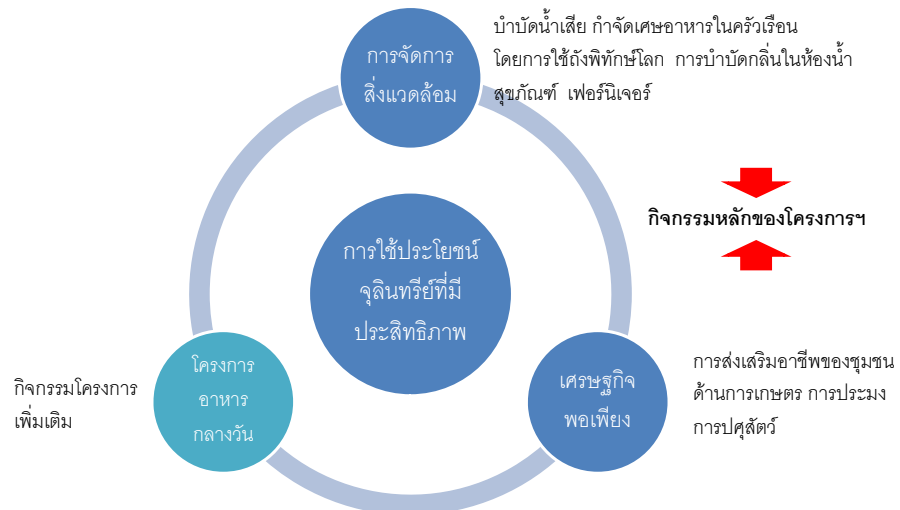 การจัดการ
สิ่งแวดล้อม
บำบัดน้ำเสีย กำจัดเศษอาหารในครัวเรือน
โดยการใช้ถังพิทักษ์โลก การบำบัดกลิ่นในห้องน้ำ
สุขภัณฑ์ เฟอร์นิเจอร์
กิจกรรมหลักของโครงการฯ
การใช้ประโยชน์
จุลินทรีย์ที่มี
ประสิทธิภาพ
กิจกรรมโครงการ
เพิ่มเติม
โครงการ
อาหาร
กลางวัน
เศรษฐกิจ
พอเพียง
การส่งเสริมอาชีพของชุมชน
ด้านการเกษตร การประมง
การปศุสัตว์